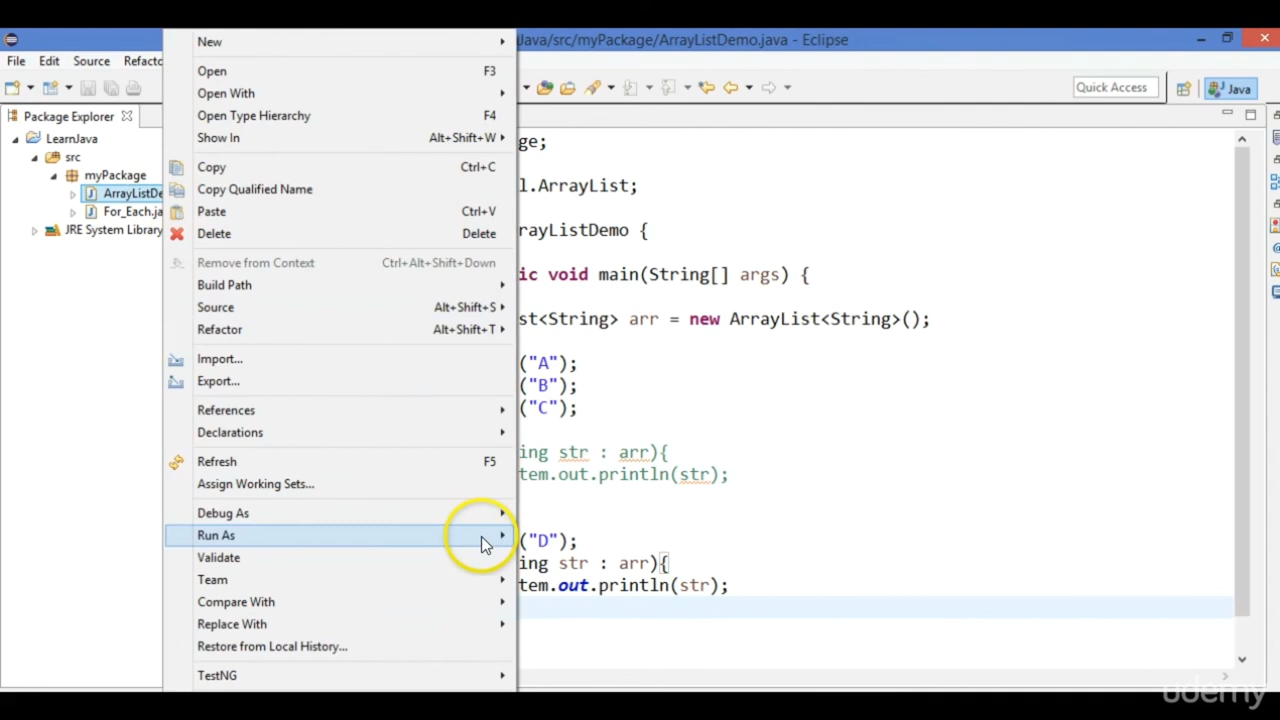 Java/src/myPackage/ArrayListDemo.java - Eclipse
File Edit Source Refacto
Quick Access
Java
Package Explorer
LearnJava
src
myPackage
ArrayListDe
For_Each.ja
JRE System Library
New
Open F3
Open With
Open Type Hierarchy F4
Show In Alt+Shift+W
Copy Ctrl+C
Copy Qualified Name
Paste Ctrl+V
Delete Delete
Remove from Context Ctrl+Alt+Shift+Down
Build Path
Source Alt+Shift+S
Refactor Alt+Shift+T
Import...
Export...
References
Declarations
Refresh F5
Assign Working Sets...
Debug As
Run As
Validate
Team
Compare With
Replace With
Restore from Local History...
TestNG
ge;
l.ArrayList;
rayListDemo {
ic void main(String[] args) {
st<String> arr = new ArrayList<String>();
("A");
("B");
("C");
ing str : arr){
tem.out.println(str);
("D");
ing str : arr){
tem.out.println(str);
udemy